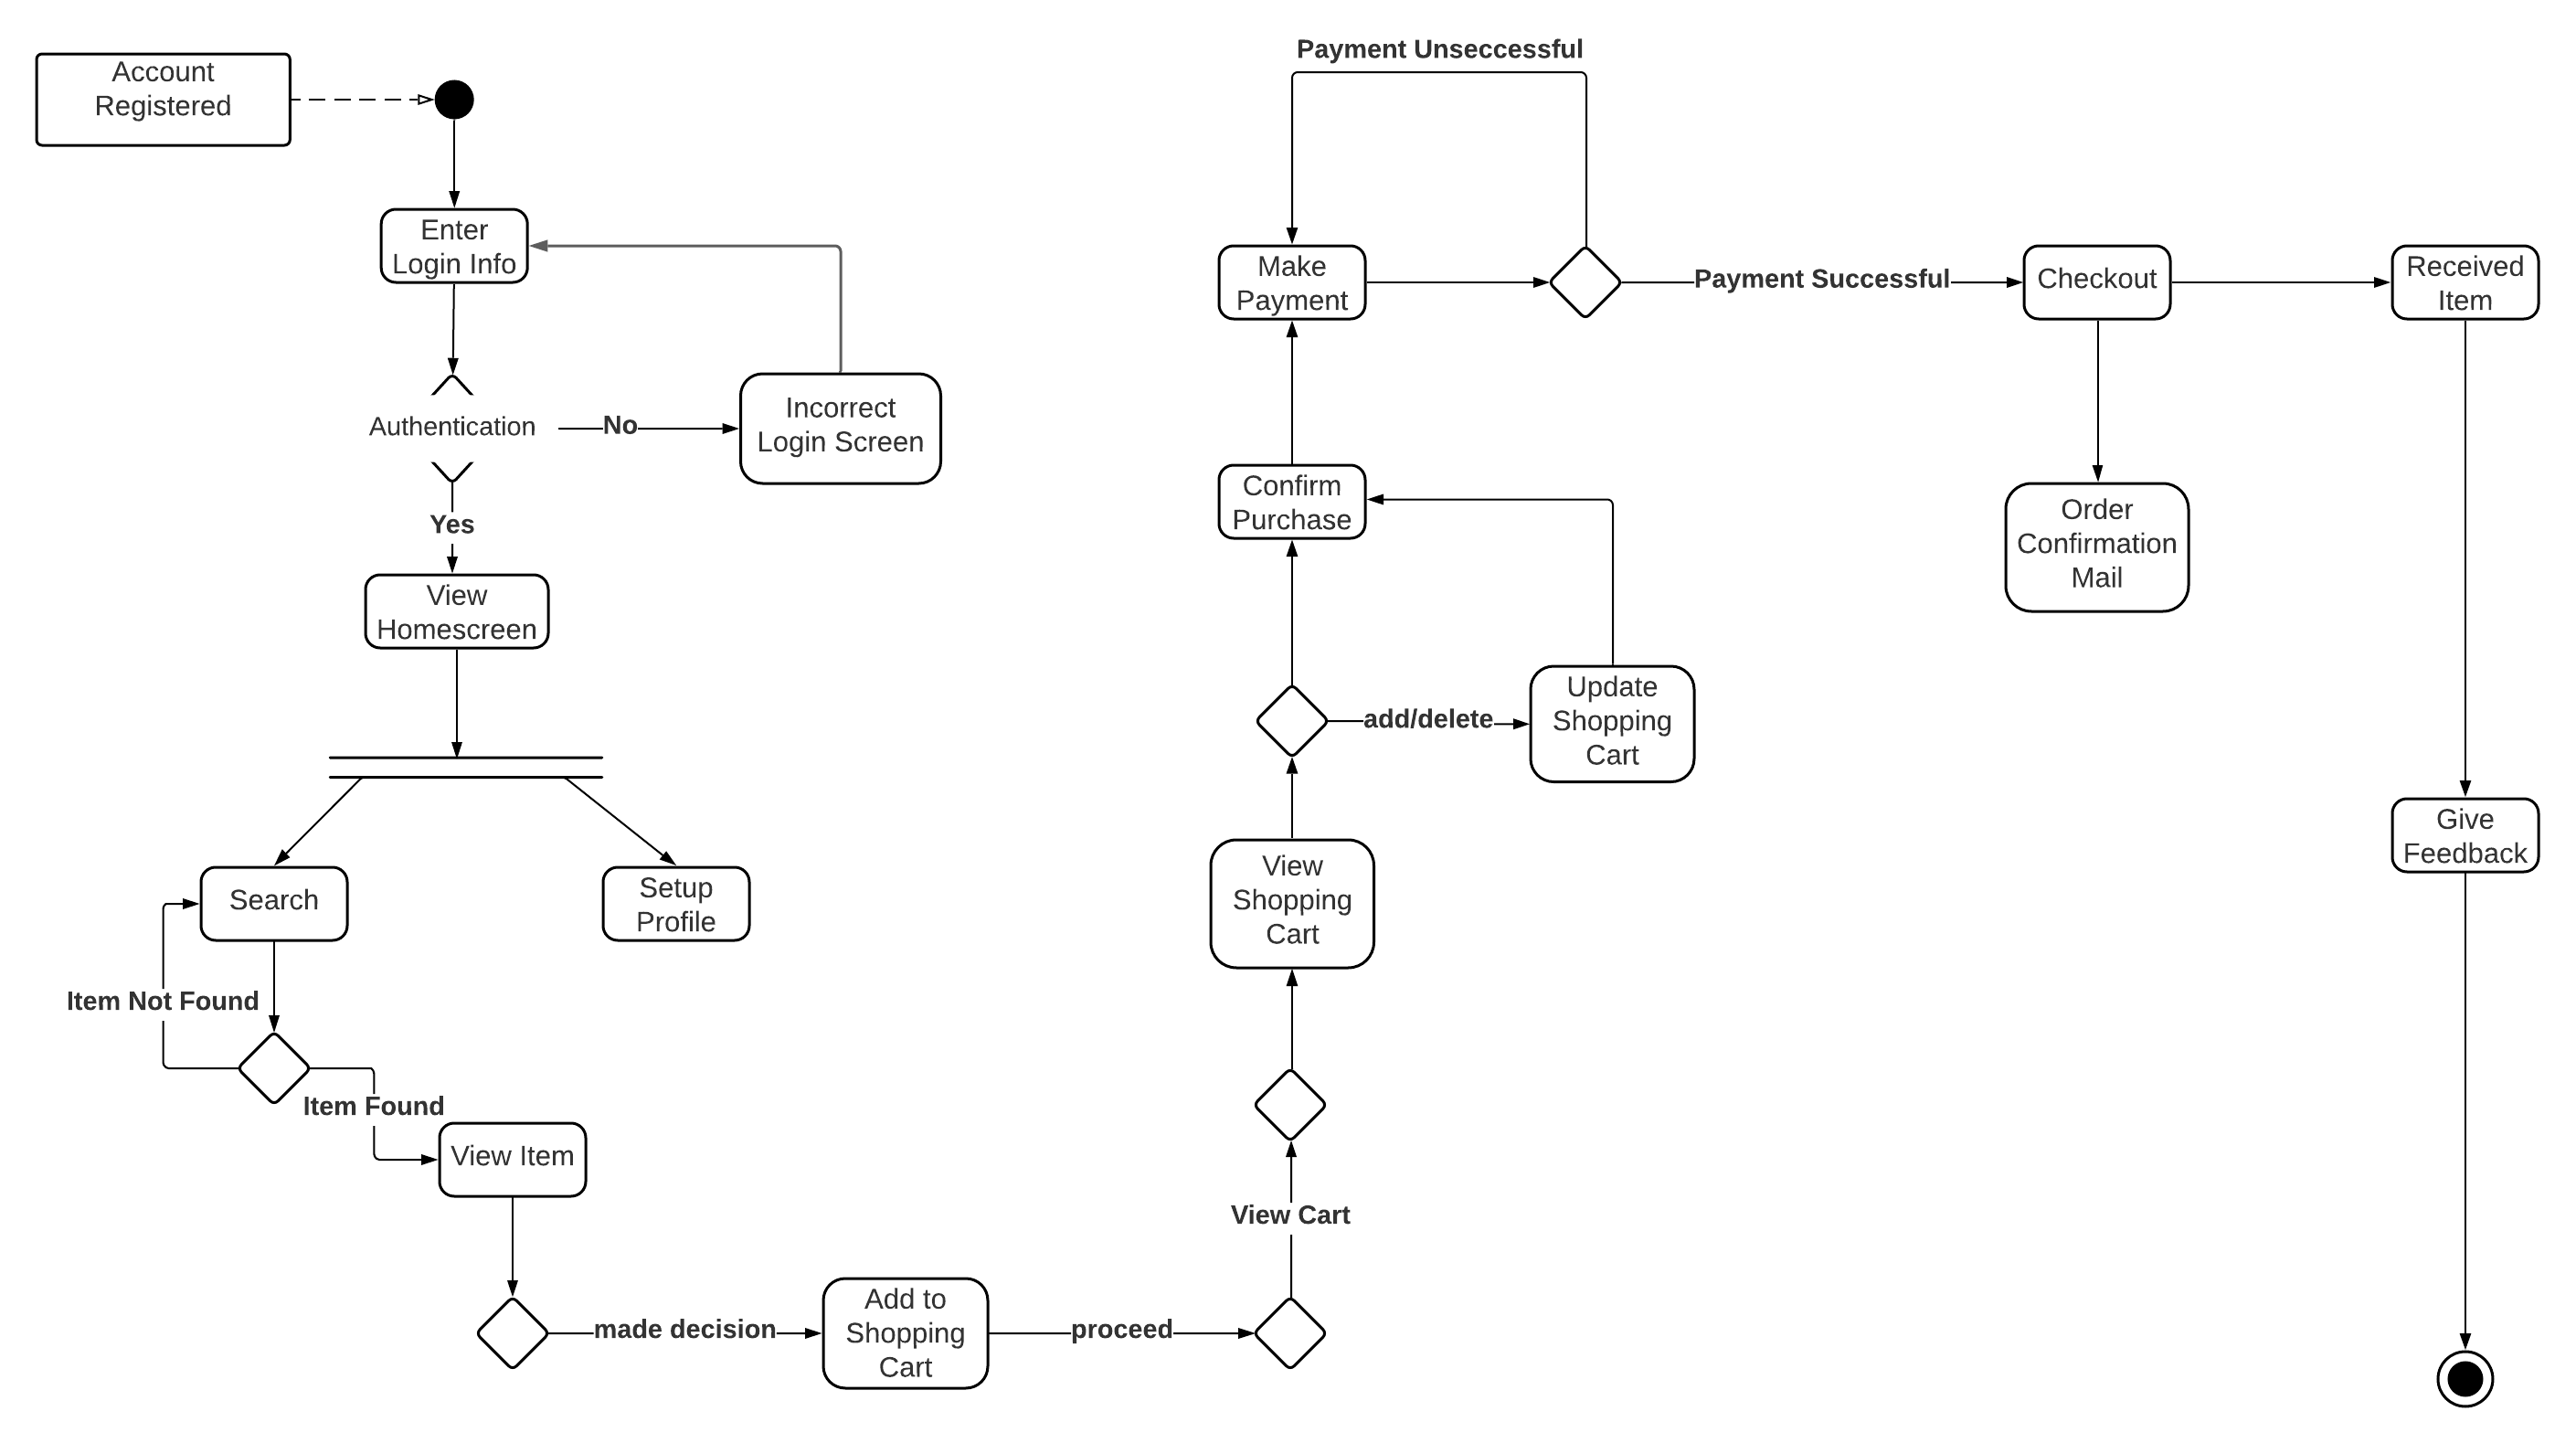 Account
Registered
Enter
Login Info
Authentication
No
Incorrect
Login Screen
Yes
View
Homescreen
Search
Setup
Profile
Item Not Found
Item Found
View Item
made decision
Add to
Shopping
Cart
proceed
View Cart
View
Shopping
Cart
add/delete
Update
Shopping
Cart
Confirm
Purchase
Make
Payment
Payment Unseccessful
Payment Successful
Checkout
Order
Confirmation
Mail
Received
Item
Give
Feedback